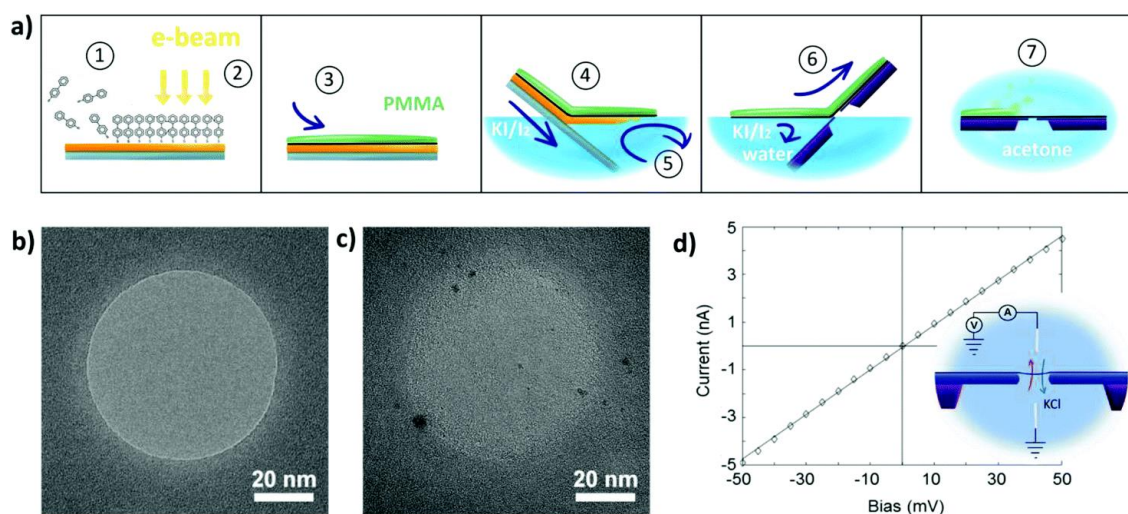 a)
1
e-beam
2
3
PMMA
4
KI/I2
5
6
KI/I2
water
7
acetone
b)
20 nm
c)
20 nm
d)
Current (nA)
5
3
1
-1
-3
-5
-50
-30
-10
10
30
50
Bias (mV)
A
V
KCl